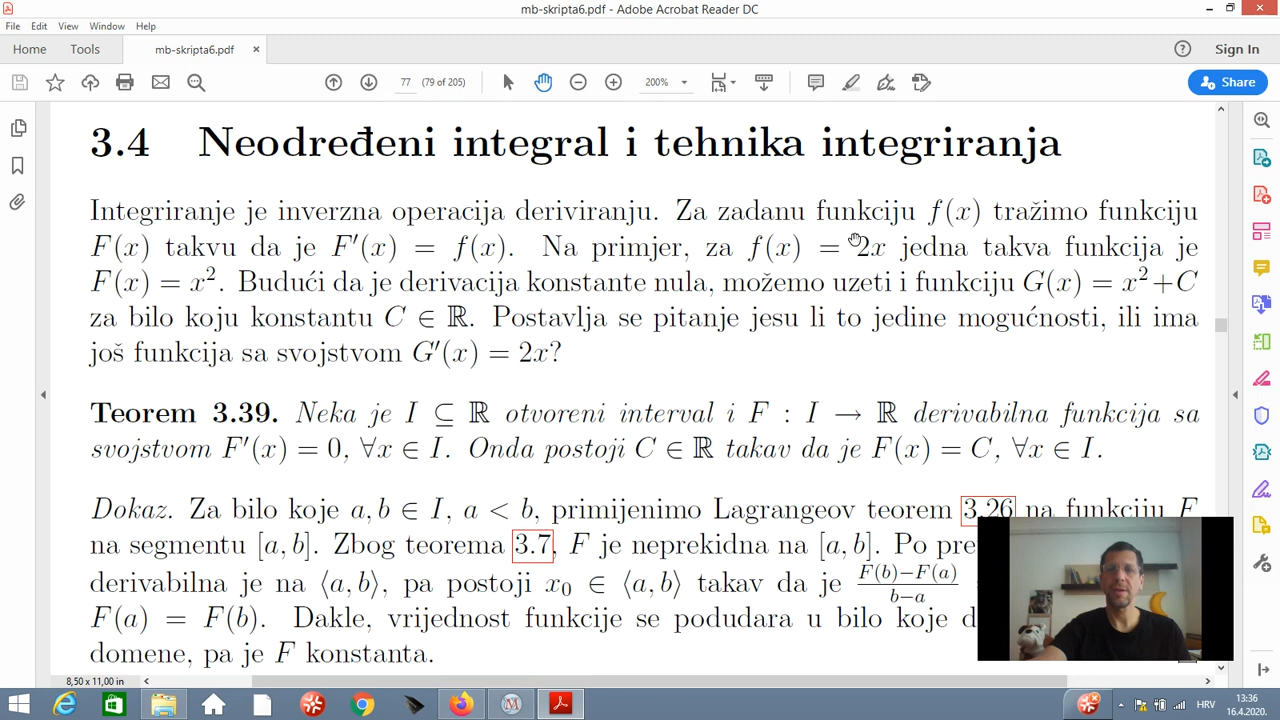 mb-skripta6.pdf - Adobe Acrobat Reader DC
File Edit View Window Help
Home Tools mb-skripta6.pdf × Sign In
77 (79 of 205) 200% Share
3.4 Neodređeni integral i tehnika integriranja
Integriranje je inverzna operacija deriviranju. Za zadanu funkciju f(x) tražimo funkciju
F(x) takvu da je F′(x) = f(x). Na primjer, za f(x) = 2x jedna takva funkcija je
F(x) = x². Budući da je derivacija konstante nula, možemo uzeti i funkciju G(x) = x² + C
za bilo koju konstantu C ∈ ℝ. Postavlja se pitanje jesu li to jedine mogućnosti, ili ima
još funkcija sa svojstvom G′(x) = 2x?
Teorem 3.39. Neka je I ⊆ ℝ otvoreni interval i F : I → ℝ derivabilna funkcija sa
svojstvom F′(x) = 0, ∀x ∈ I. Onda postoji C ∈ ℝ takav da je F(x) = C, ∀x ∈ I.
Dokaz. Za bilo koje a, b ∈ I, a < b, primijenimo Lagrangeov teorem 3.26 na funkciju F
na segmentu [a, b]. Zbog teorema 3.7, F je neprekidna na [a, b]. Po pre
derivabilna je na ⟨a, b⟩, pa postoji x₀ ∈ ⟨a, b⟩ takav da je F(b)−F(a)/b−a
F(a) = F(b). Dakle, vrijednost funkcije se podudara u bilo koje d
domene, pa je F konstanta.
8,50 x 11,00 in
HRV 13:36
16.4.2020.